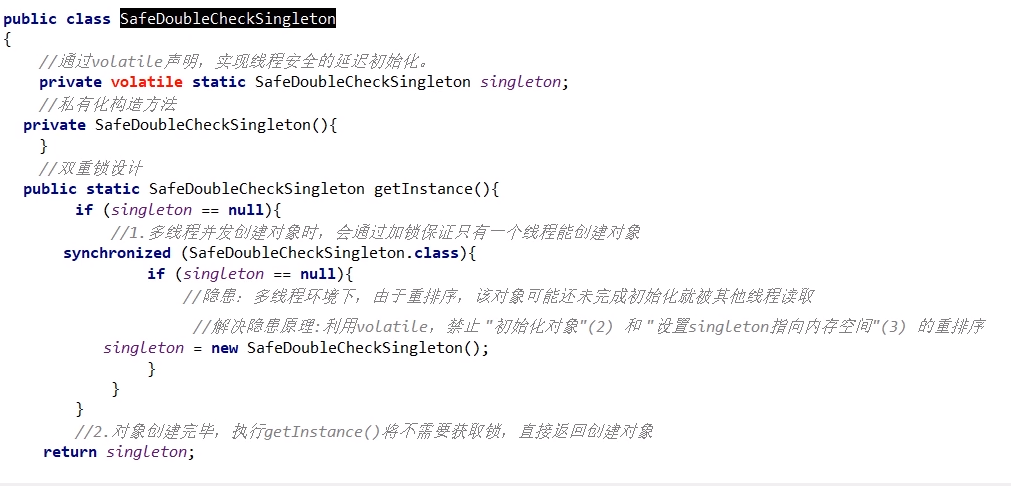 public class SafeDoubleCheckSingleton
{
//通过volatile声明，实现线程安全的延迟初始化。
private volatile static SafeDoubleCheckSingleton singleton;
//私有化构造方法
private SafeDoubleCheckSingleton(){
}
//双重锁设计
public static SafeDoubleCheckSingleton getInstance(){
if (singleton == null){
//1.多线程并发创建对象时，会通过加锁保证只有一个线程能创建对象
synchronized (SafeDoubleCheckSingleton.class){
if (singleton == null){
//隐患：多线程环境下，由于重排序，该对象可能还未完成初始化就被其他线程读取
//解决隐患原理:利用volatile，禁止 "初始化对象"(2) 和 "设置singleton指向内存空间"(3) 的重排序
singleton = new SafeDoubleCheckSingleton();
}
}
}
//2.对象创建完毕，执行getInstance()将不需要获取锁，直接返回创建对象
return singleton;